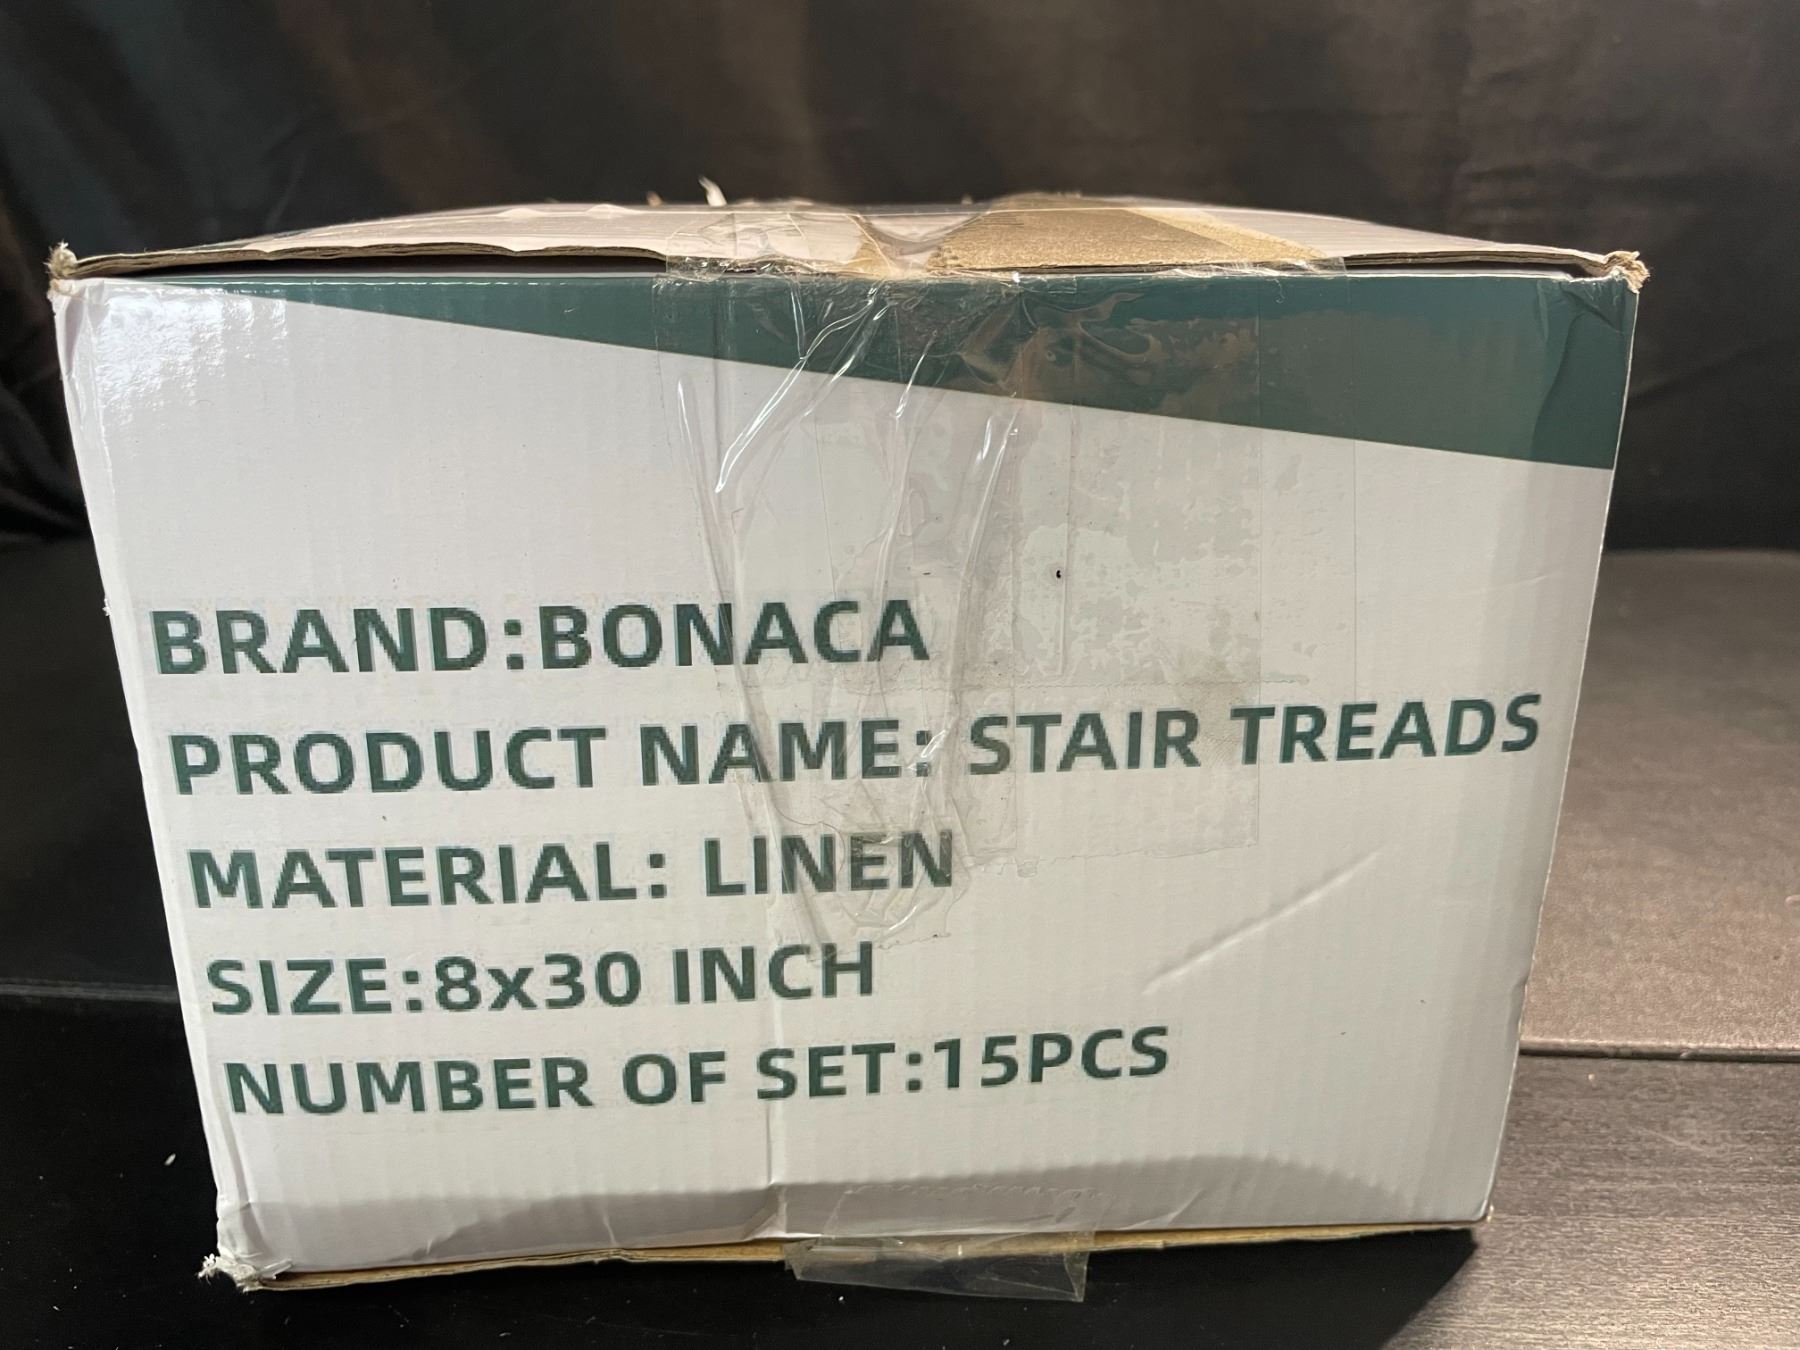 BRAND:BONACA
PRODUCT NAME: STAIR TREADS
MATERIAL: LINEN
SIZE:8x30 INCH
NUMBER OF SET:15PCS